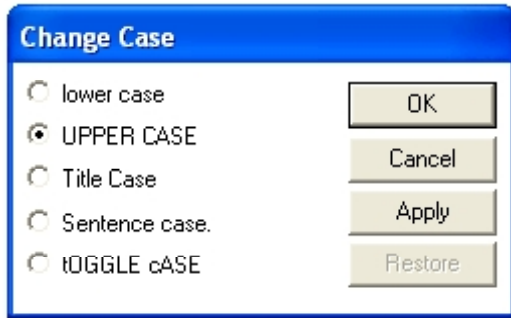 Change Case
lower case
UPPER CASE
Title Case
Sentence case.
tOGGLE cASE
OK
Cancel
Apply
Restore